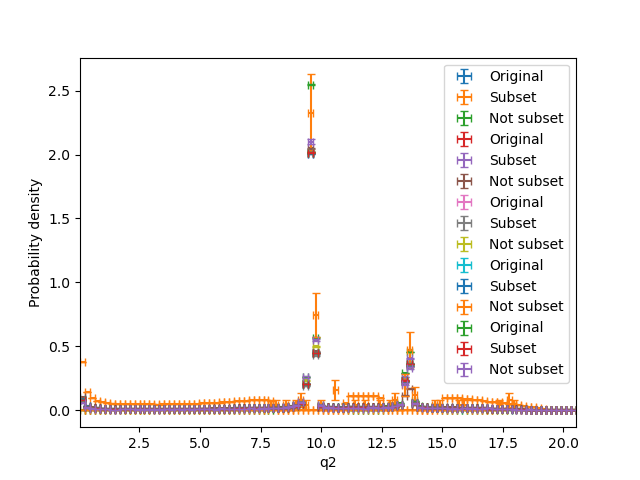 Original
Subset
Not subset
Original
Subset
Not subset
Original
Subset
Not subset
Original
Subset
Not subset
Original
Subset
Not subset
Probability density
2.5
2.0
1.5
1.0
0.5
0.0
2.5 5.0 7.5 10.0 12.5 15.0 17.5 20.0
q2